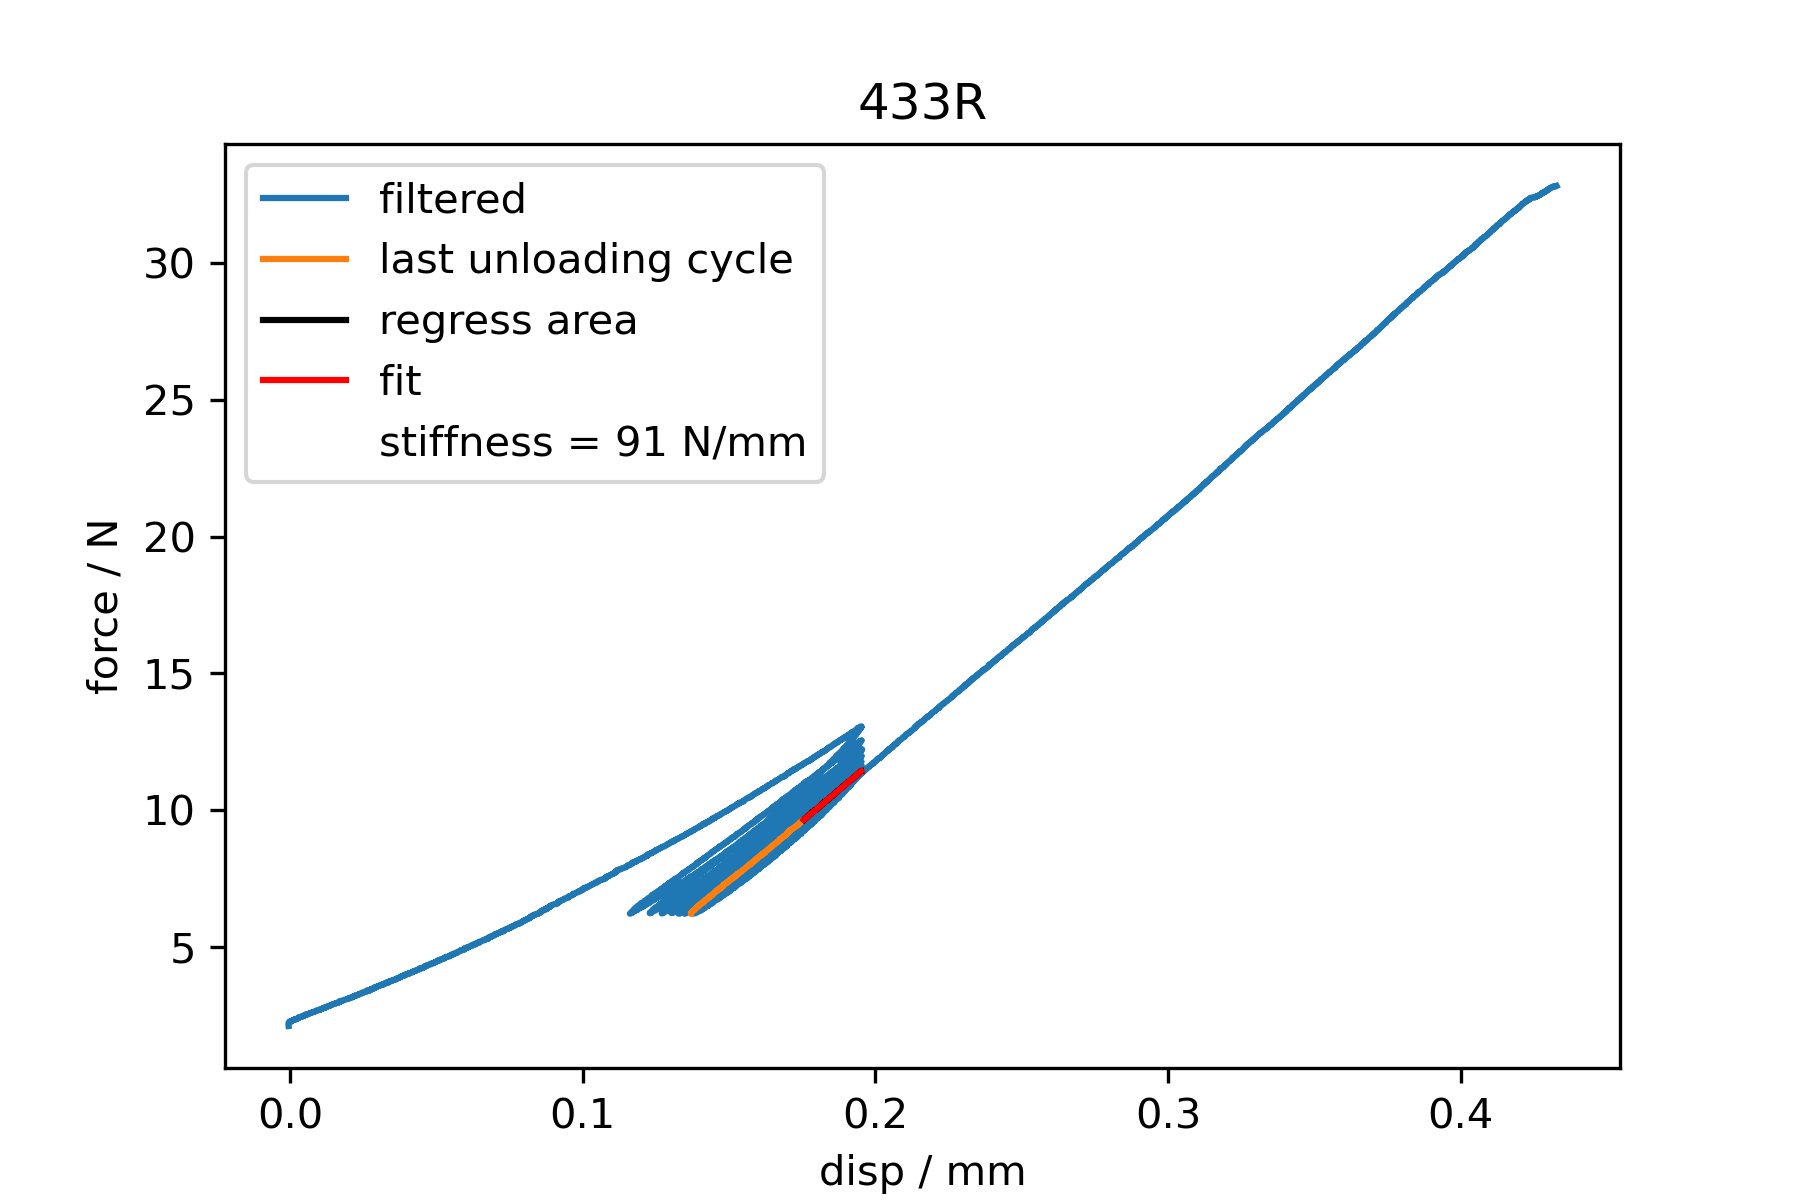 433R
filtered
last unloading cycle
regress area
fit
stiffness = 91 N/mm
force / N
30
25
20
15
10
5
0.0 0.1 0.2 0.3 0.4
disp / mm